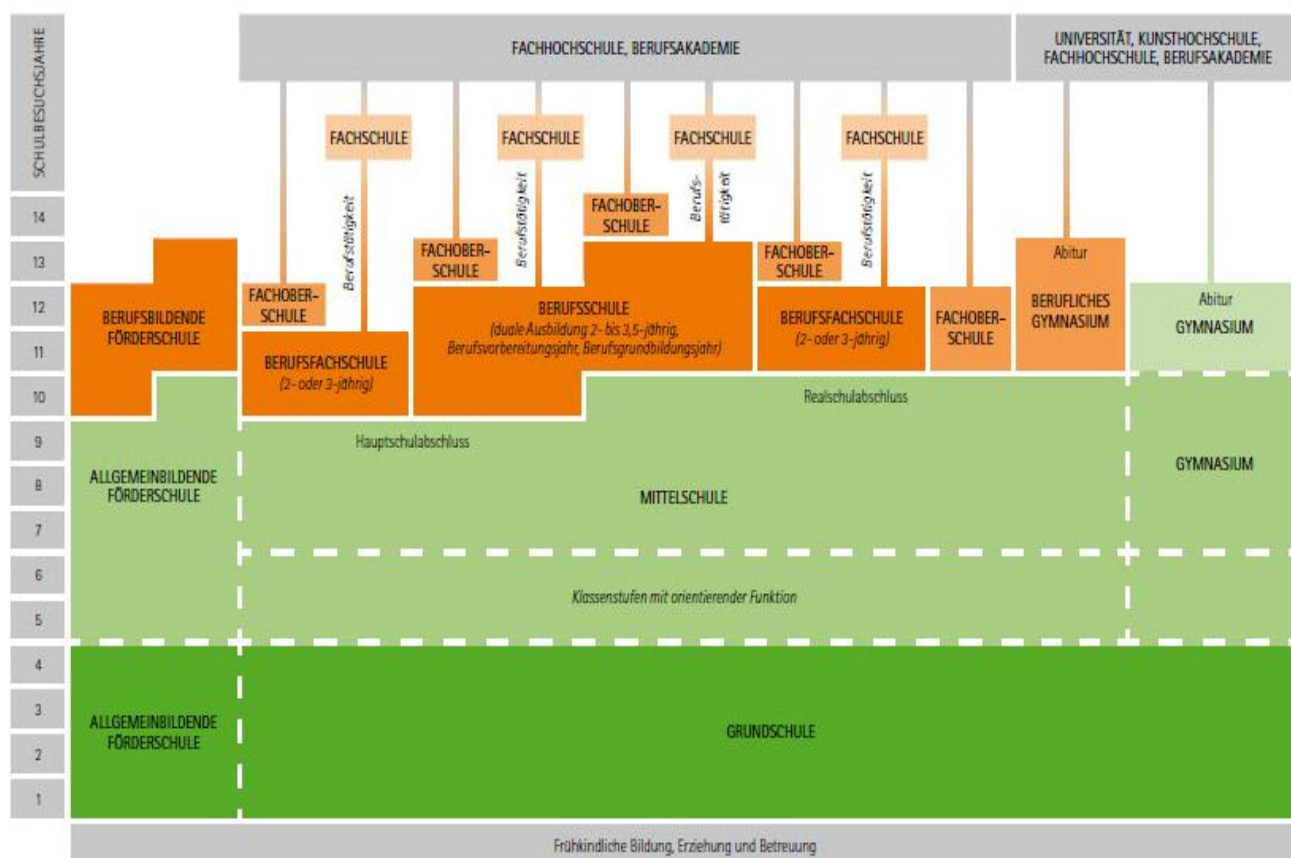 SCHULBESUCHSJAHRE
FACHHOCHSCHULE, BERUFSAKADEMIE
UNIVERSITÄT, KUNSTHOCHSCHULE,
FACHHOCHSCHULE, BERUFSAKADEMIE
FACHSCHULE
FACHSCHULE
FACHSCHULE
FACHSCHULE
Berufstätigkeit
Berufstätigkeit
Berufs-
tätigkeit
Berufstätigkeit
14
FACHOBER-
SCHULE
13
FACHOBER-
SCHULE
FACHOBER-
SCHULE
Abitur
12
BERUFSBILDENDE
FÖRDERSCHULE
FACHOBER-
SCHULE
BERUFSSCHULE
(duale Ausbildung 2- bis 3,5-jährig,
Berufsvorbereitungsjahr, Berufsgrundbildungsjahr)
BERUFSFACHSCHULE
(2- oder 3-jährig)
FACHOBER-
SCHULE
BERUFLICHES
GYMNASIUM
Abitur
GYMNASIUM
11
BERUFSFACHSCHULE
(2- oder 3-jährig)
10
Realschulabschluss
9
Hauptschulabschluss
ALLGEMEINBILDENDE
FÖRDERSCHULE
GYMNASIUM
8
MITTELSCHULE
7
6
Klassenstufen mit orientierender Funktion
5
4
3
ALLGEMEINBILDENDE
FÖRDERSCHULE
GRUNDSCHULE
2
1
Frühkindliche Bildung, Erziehung und Betreuung